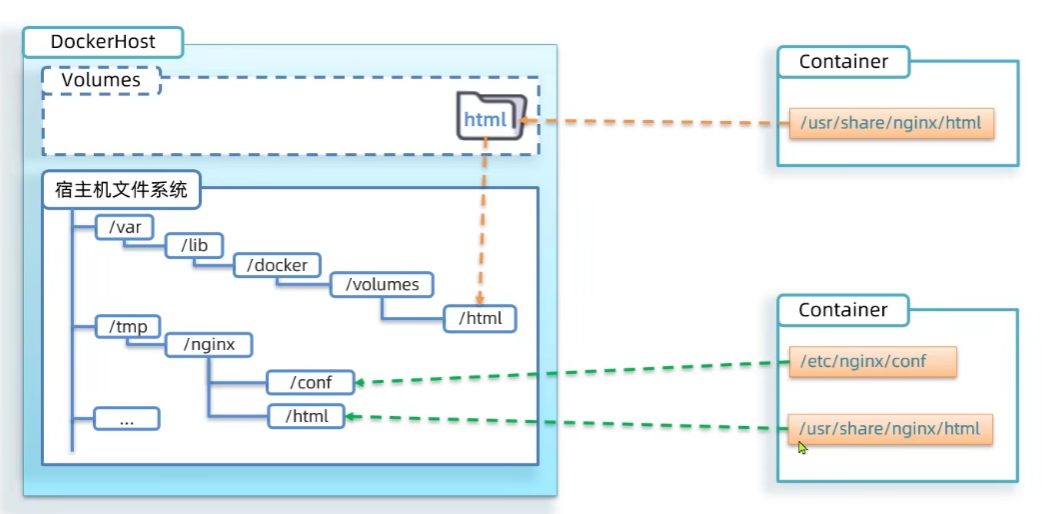 DockerHost
Volumes
html
宿主机文件系统
/var
/lib
/docker
/volumes
/html
/tmp
/nginx
/conf
/html
...
Container
/usr/share/nginx/html
Container
/etc/nginx/conf
/usr/share/nginx/html